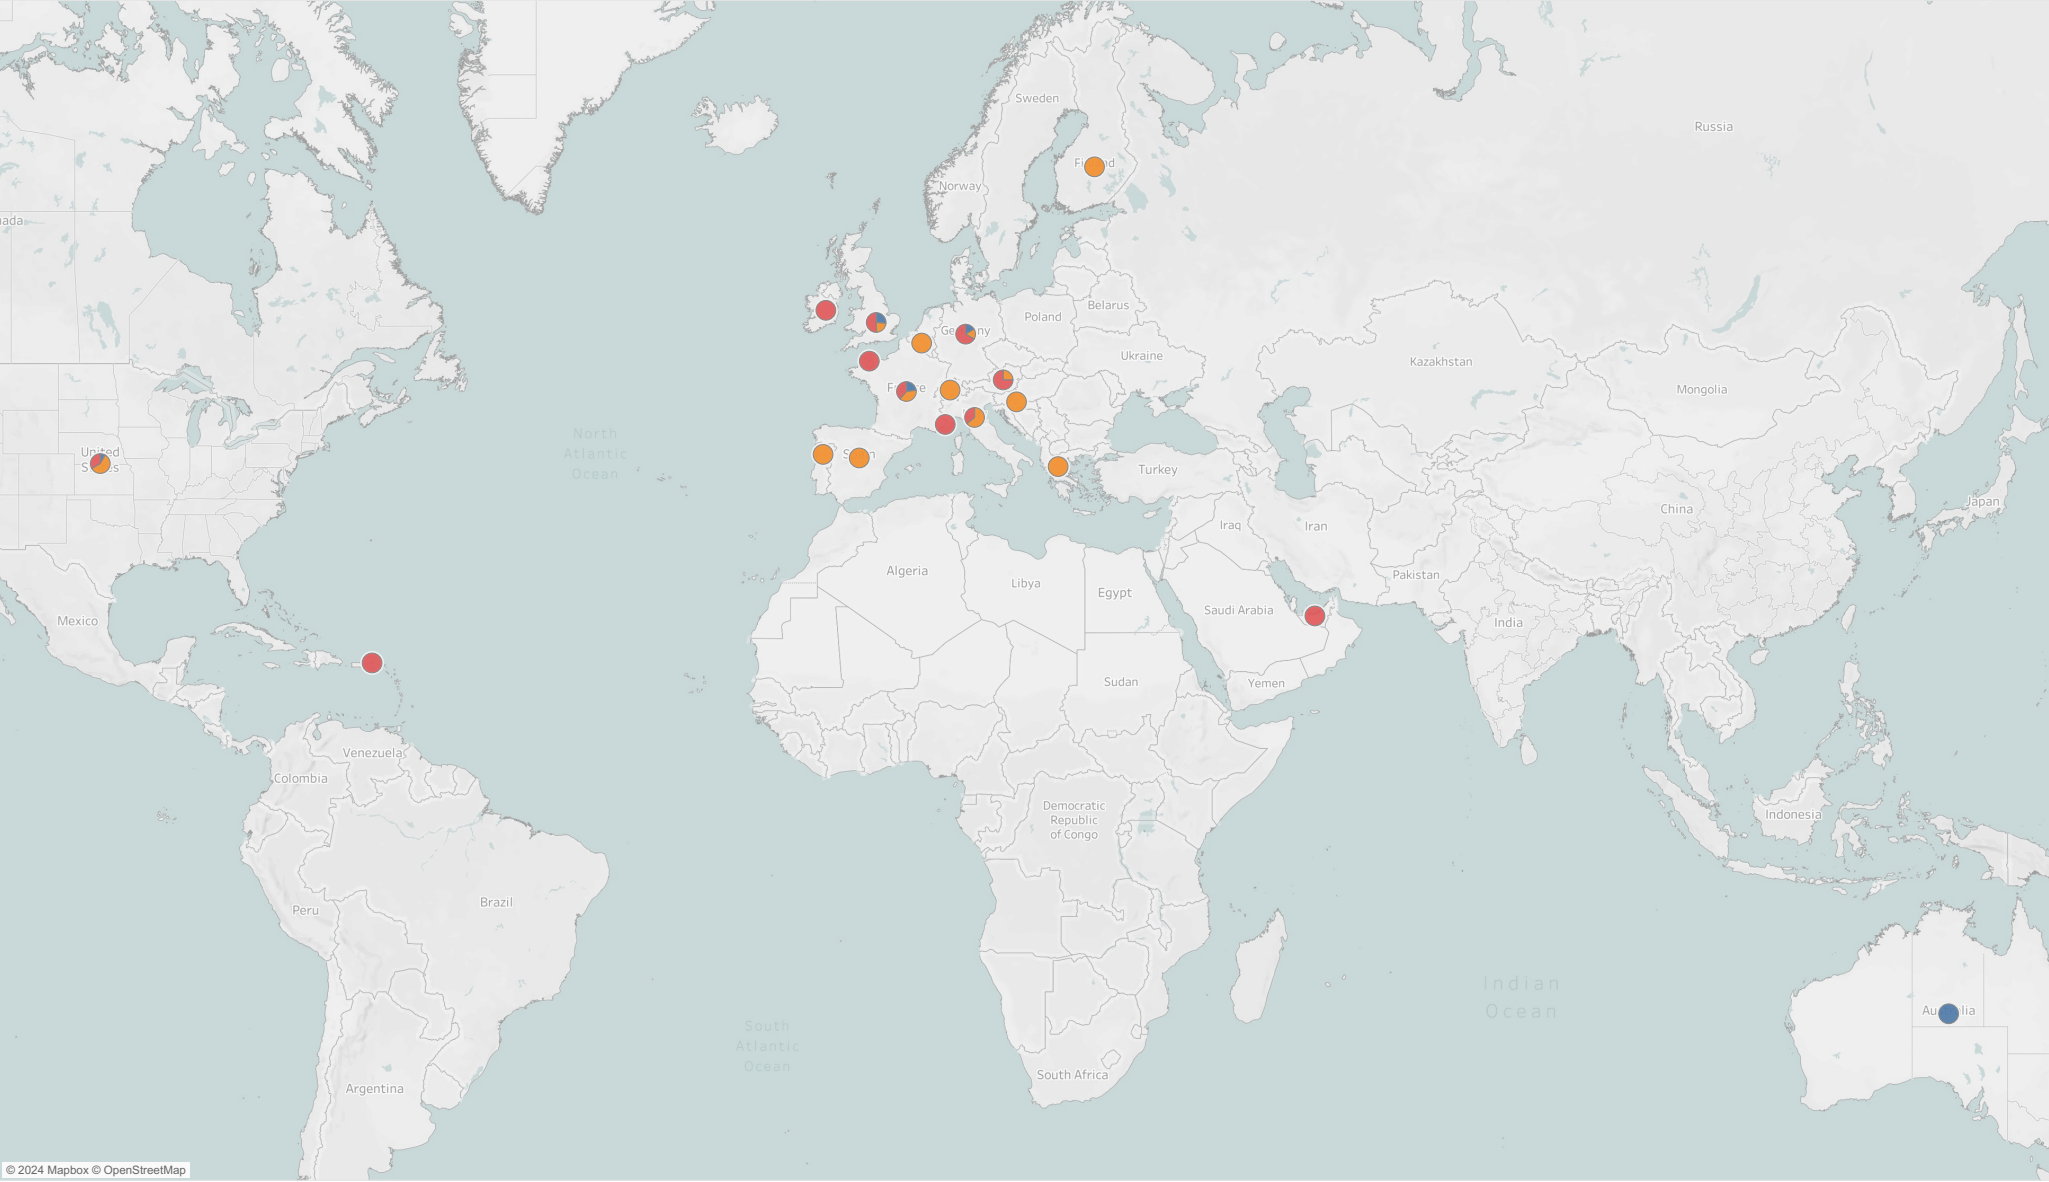 Sweden
Russia
Norway
nada
Belarus
Poland
Ukraine
Kazakhstan
Mongolia
North
Atlantic
Ocean
United
Turkey
China
Japan
Iraq
Iran
Algeria
Libya
Egypt
Pakistan
Saudi Arabia
India
Mexico
Sudan
Yemen
Venezuela
Colombia
Democratic
Republic
of Congo
Indonesia
Brazil
Peru
Indian
Ocean
South
Atlantic
Ocean
South Africa
Argentina
© 2024 Mapbox © OpenStreetMap